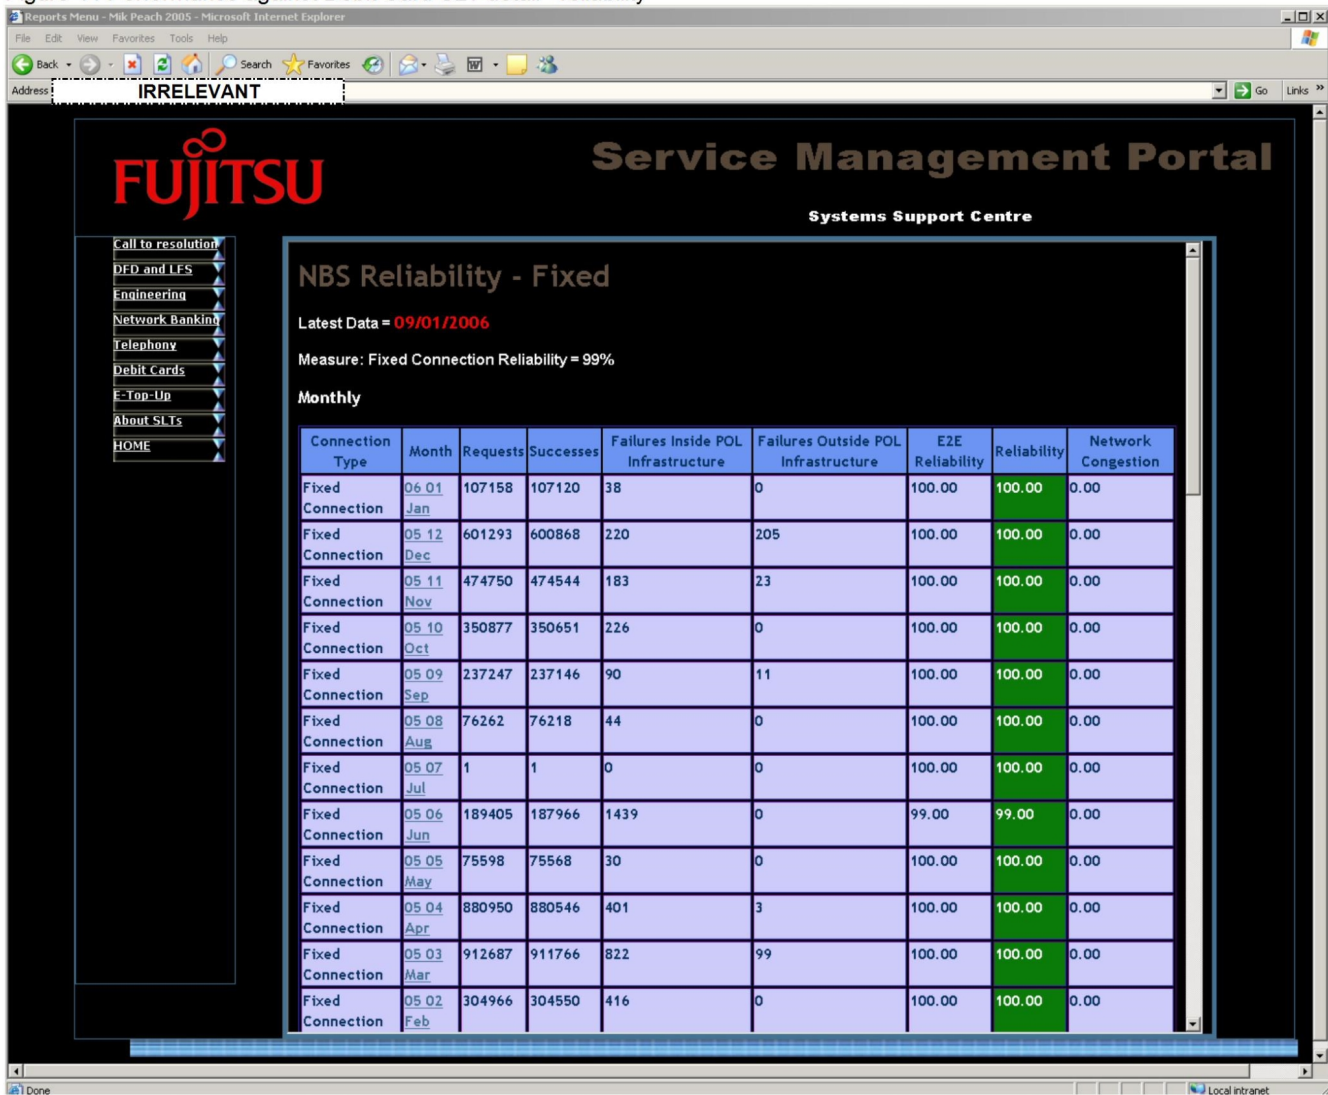 Reports Menu - Mik Peach 2005 - Microsoft Internet Explorer
File Edit View Favorites Tools Help
Back Search Favorites
Address IRRELEVANT Go Links »
FUJITSU
Service Management Portal
Systems Support Centre
Call to resolution
DFD and LFS
Engineering
Network Banking
Telephony
Debit Cards
E-Top-Up
About SLTs
HOME
NBS Reliability - Fixed
Latest Data = 09/01/2006
Measure: Fixed Connection Reliability = 99%
Monthly
Connection Type Month Requests Successes Failures Inside POL Infrastructure Failures Outside POL Infrastructure E2E Reliability Reliability Network Congestion
Fixed Connection 06 01 Jan 107158 107120 38 0 100.00 100.00 0.00
Fixed Connection 05 12 Dec 601293 600868 220 205 100.00 100.00 0.00
Fixed Connection 05 11 Nov 474750 474544 183 23 100.00 100.00 0.00
Fixed Connection 05 10 Oct 350877 350651 226 0 100.00 100.00 0.00
Fixed Connection 05 09 Sep 237247 237146 90 11 100.00 100.00 0.00
Fixed Connection 05 08 Aug 76262 76218 44 0 100.00 100.00 0.00
Fixed Connection 05 07 Jul 1 1 0 0 100.00 100.00 0.00
Fixed Connection 05 06 Jun 189405 187966 1439 0 99.00 99.00 0.00
Fixed Connection 05 05 May 75598 75568 30 0 100.00 100.00 0.00
Fixed Connection 05 04 Apr 880950 880546 401 3 100.00 100.00 0.00
Fixed Connection 05 03 Mar 912687 911766 822 99 100.00 100.00 0.00
Fixed Connection 05 02 Feb 304966 304550 416 0 100.00 100.00 0.00
Done Local intranet